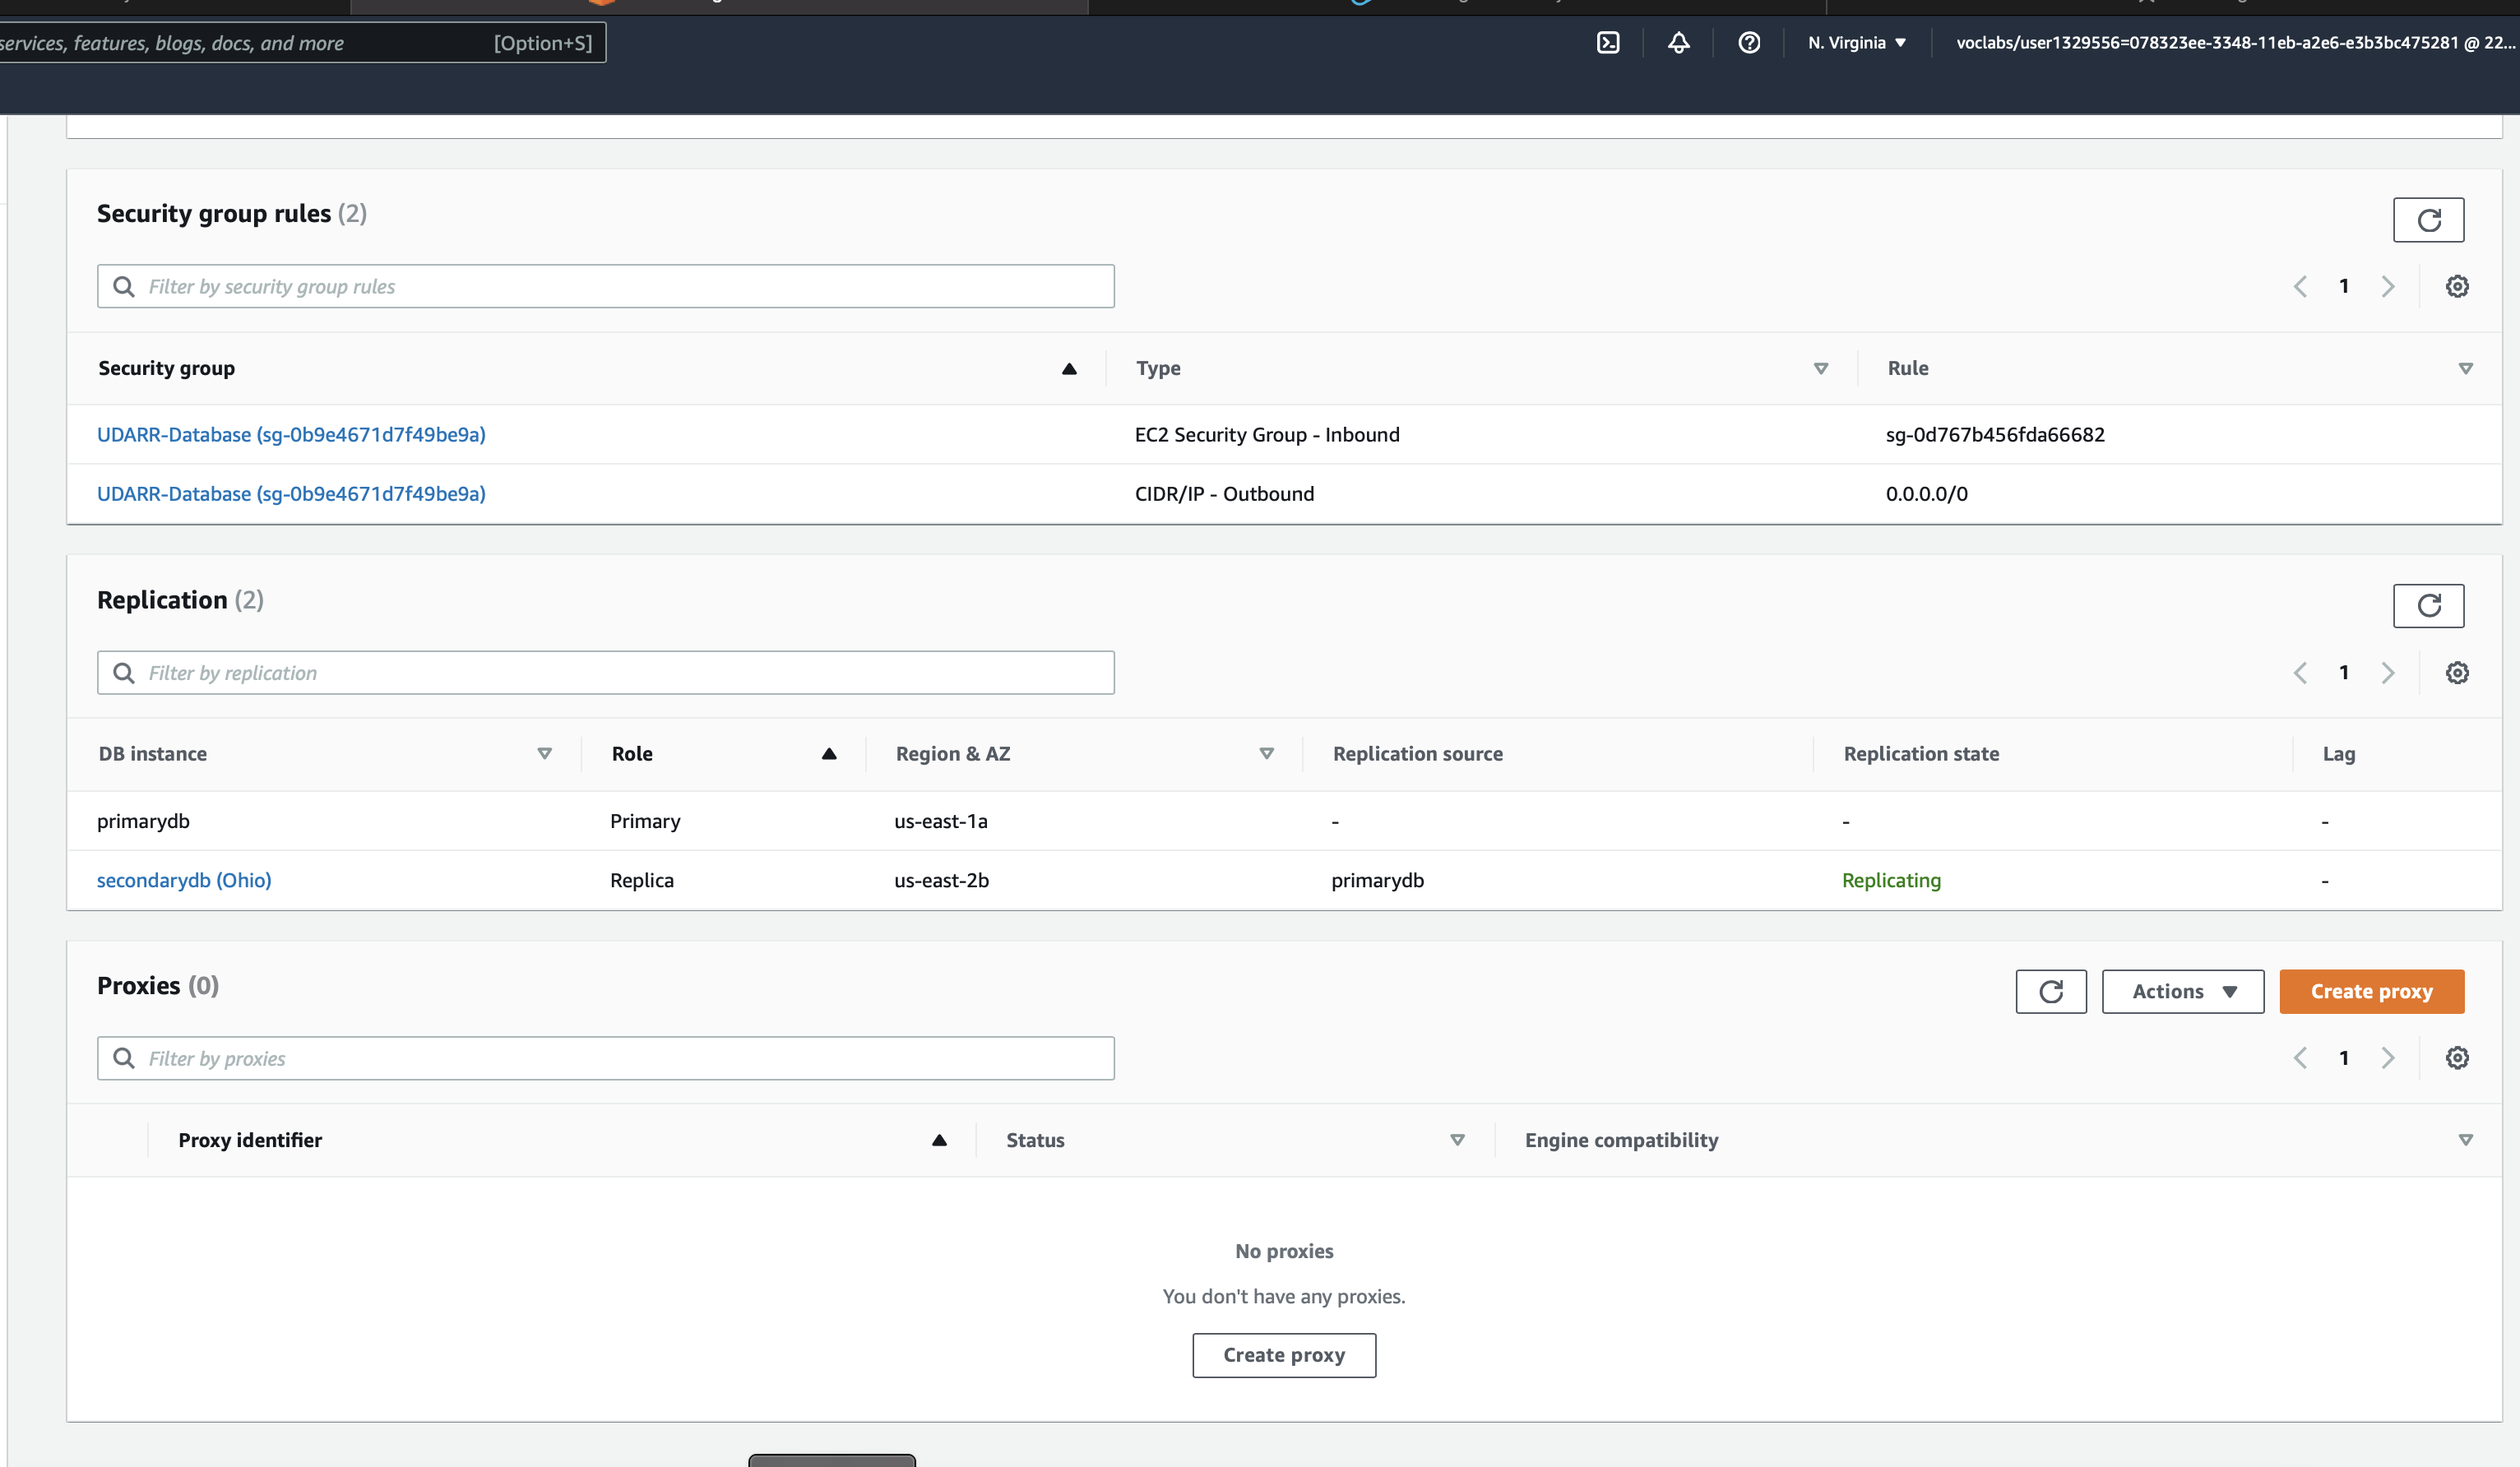 services, features, blogs, docs, and more [Option+S] N. Virginia voclabs/user1329556=078323ee-3348-11eb-a2e6-e3b3bc475281 @ 22...
Security group rules (2)
Filter by security group rules 1
Security group Type Rule
UDARR-Database (sg-0b9e4671d7f49be9a) EC2 Security Group - Inbound sg-0d767b456fda66682
UDARR-Database (sg-0b9e4671d7f49be9a) CIDR/IP - Outbound 0.0.0.0/0
Replication (2)
Filter by replication 1
DB instance Role Region & AZ Replication source Replication state Lag
primarydb Primary us-east-1a - - -
secondarydb (Ohio) Replica us-east-2b primarydb Replicating -
Proxies (0) Actions Create proxy
Filter by proxies 1
Proxy identifier Status Engine compatibility
No proxies
You don't have any proxies.
Create proxy